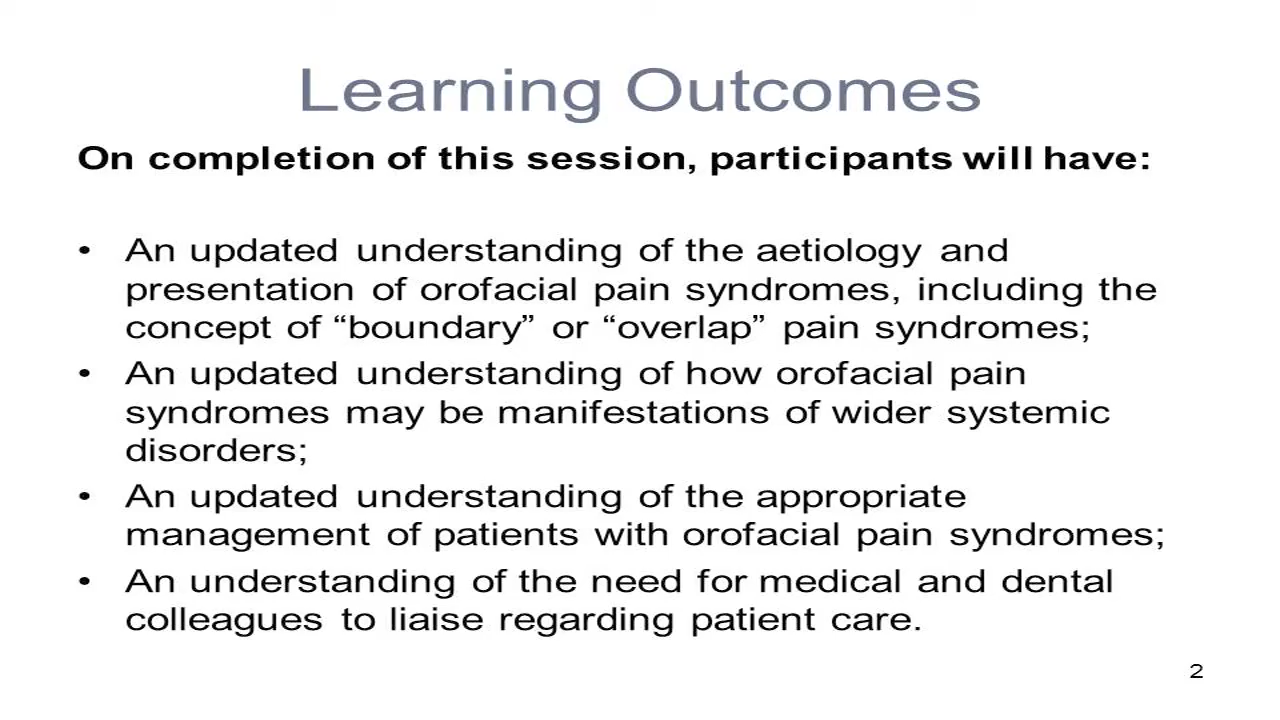 Learning Outcomes
On completion of this session, participants will have:
• An updated understanding of the aetiology and
presentation of orofacial pain syndromes, including the
concept of “boundary” or “overlap” pain syndromes;
• An updated understanding of how orofacial pain
syndromes may be manifestations of wider systemic
disorders;
• An updated understanding of the appropriate
management of patients with orofacial pain syndromes;
• An understanding of the need for medical and dental
colleagues to liaise regarding patient care.
2